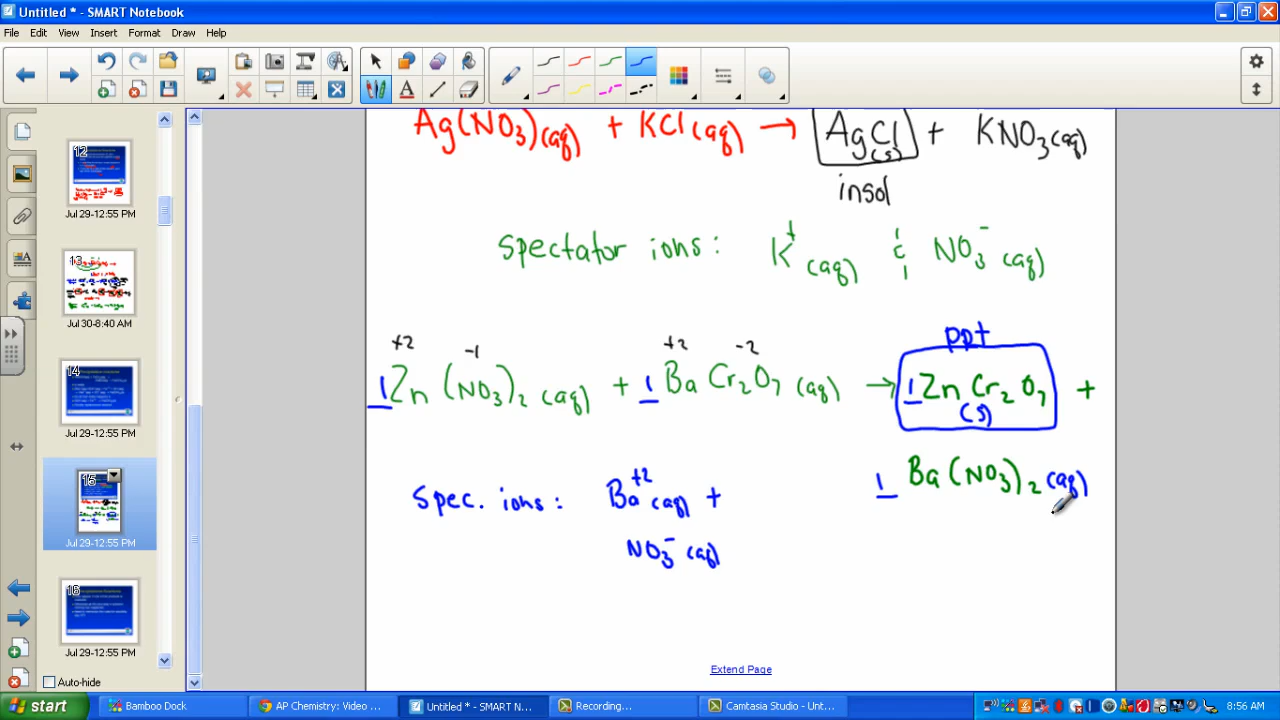 Untitled * - SMART Notebook
File Edit View Insert Format Draw Help
12
Jul 29-12:55 PM
13
Jul 30-8:40 AM
14
Jul 29-12:55 PM
15
Jul 29-12:55 PM
16
Jul 29-12:55 PM
Auto-hide
Ag(NO3)(aq) + KCl(aq) → AgCl(s) + KNO3(aq)
insol
Spectator ions: K+(aq) & NO3-(aq)
+2 -1 +2 -2 ppt
1 Zn(NO3)2(aq) + 1 BaCr2O7(aq) → 1 ZnCr2O7(s) +
1 Ba(NO3)2(aq)
Spec. ions: Ba+2(aq) +
NO3-(aq)
Extend Page
start Bamboo Dock AP Chemistry: Video ... Untitled * - SMART N... Recording... Camtasia Studio - Unt... 8:56 AM